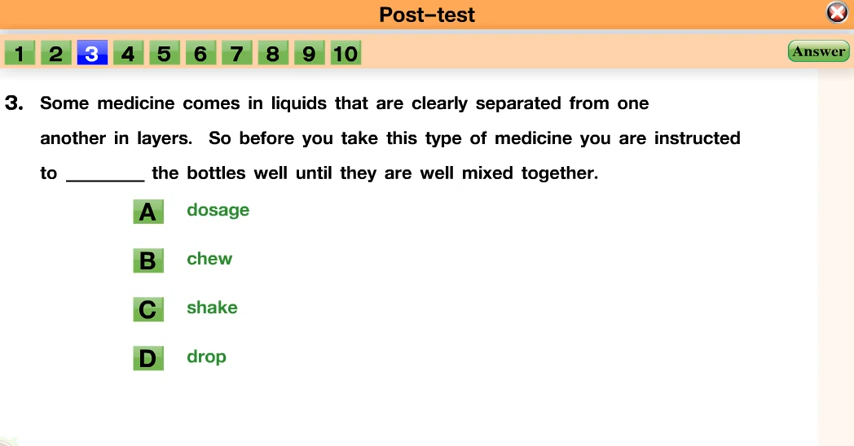 Post-test
1 2 3 4 5 6 7 8 9 10 Answer
3. Some medicine comes in liquids that are clearly separated from one
another in layers. So before you take this type of medicine you are instructed
to ________ the bottles well until they are well mixed together.
A dosage
B chew
C shake
D drop